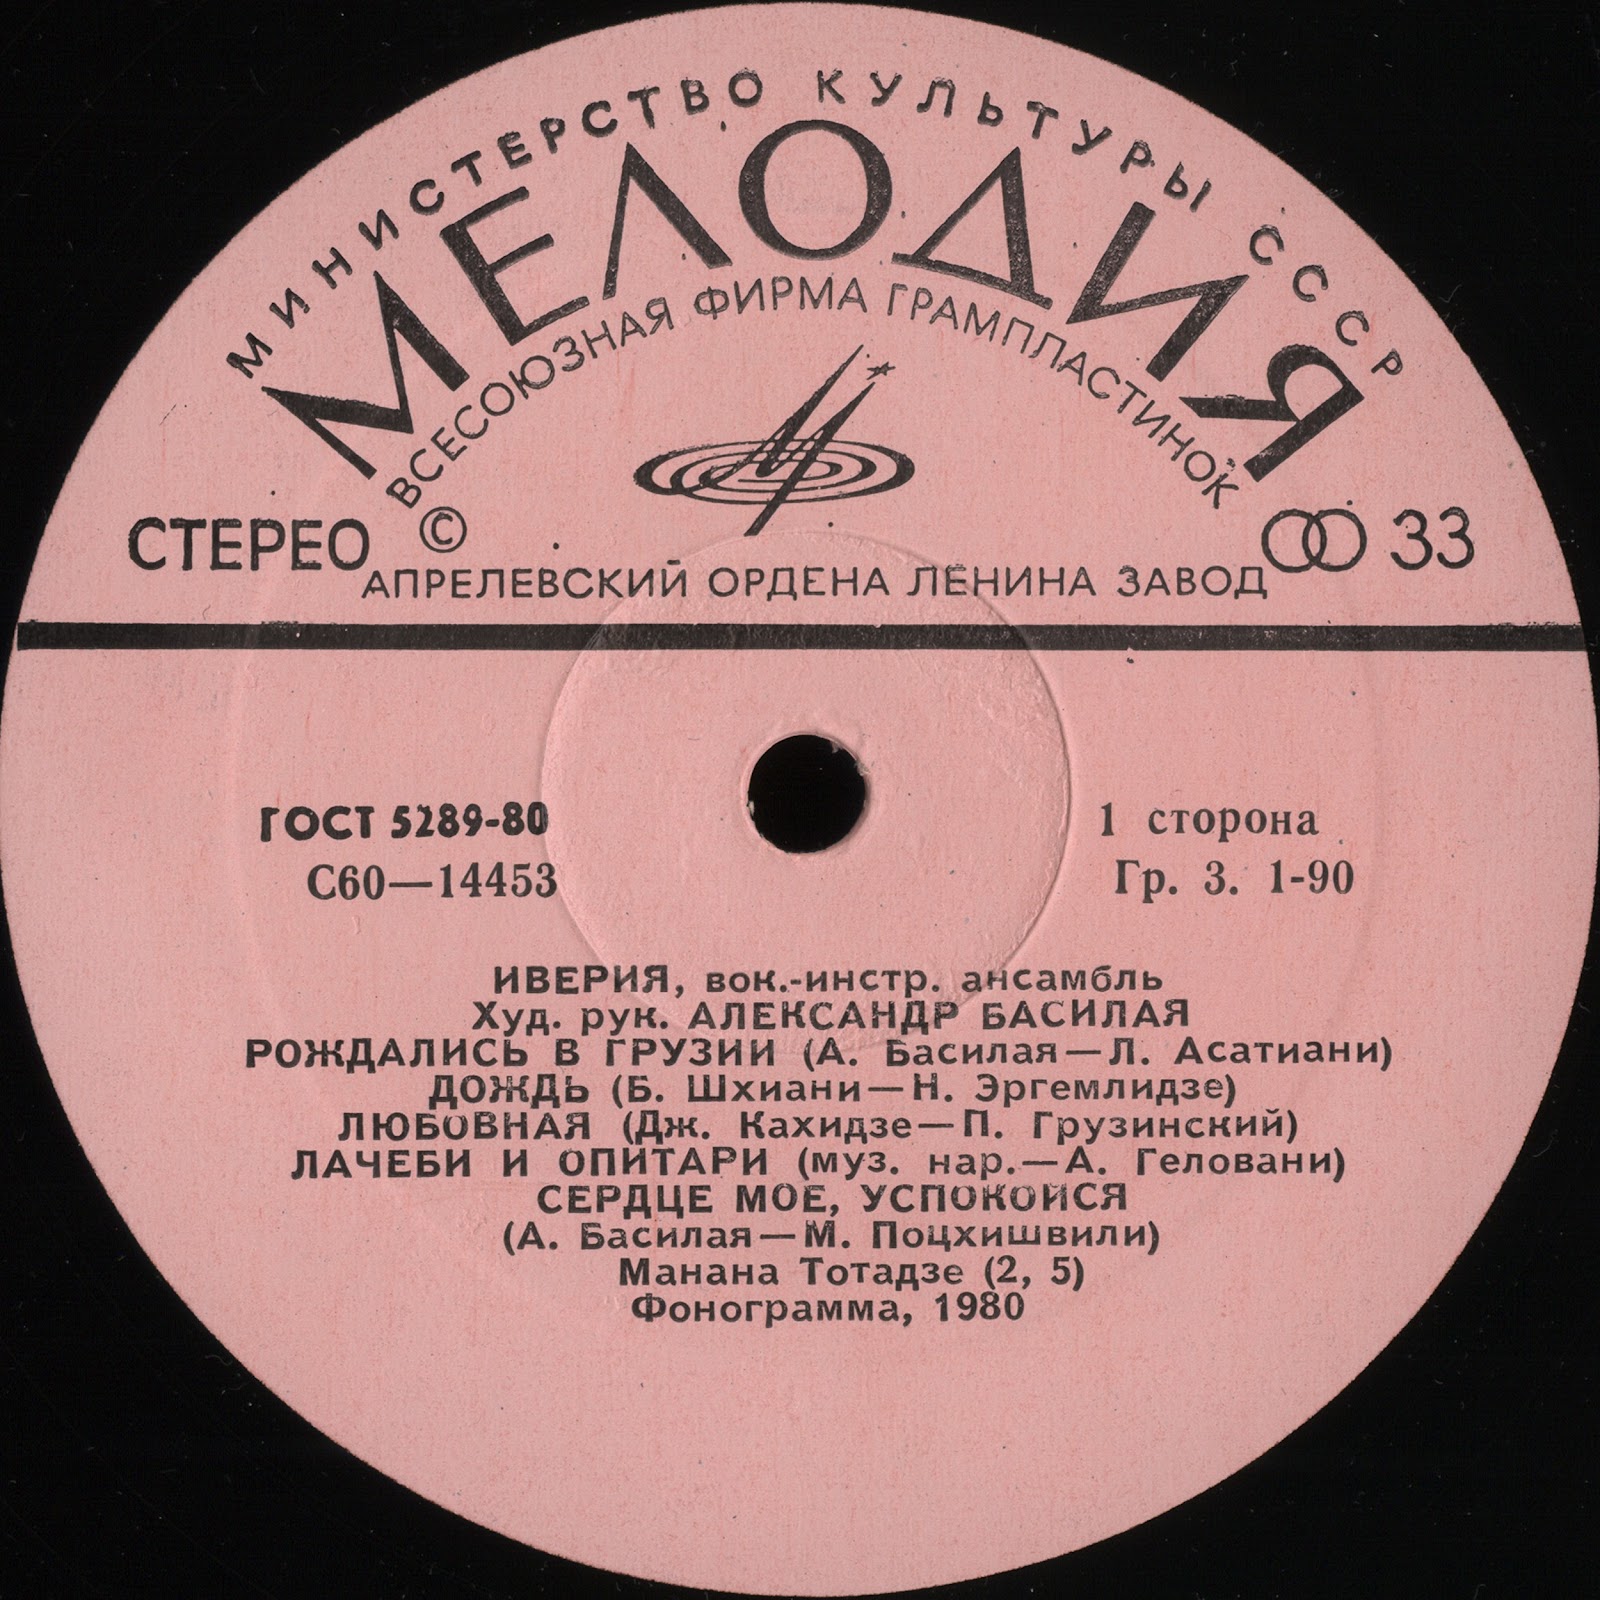 МИНИСТЕРСТВО КУЛЬТУРЫ СССР
МЕЛОДИЯ
ВСЕСОЮЗНАЯ ФИРМА ГРАМПЛАСТИНОК
СТЕРЕО ©
33
АПРЕЛЕВСКИЙ ОРДЕНА ЛЕНИНА ЗАВОД
ГОСТ 5289-80
С60—14453
1 сторона
Гр. 3. 1-90
ИВЕРИЯ, вок.-инстр. ансамбль
Худ. рук. АЛЕКСАНДР БАСИЛАЯ
РОЖДАЛИСЬ В ГРУЗИИ (А. Басилая—Л. Асатиани)
ДОЖДЬ (Б. Шхиани—Н. Эргемлидзе)
ЛЮБОВНАЯ (Дж. Кахидзе—П. Грузинский)
ЛАЧЕБИ И ОПИТАРИ (муз. нар.—А. Геловани)
СЕРДЦЕ МОЕ, УСПОКОЙСЯ
(А. Басилая—М. Поцхишвили)
Манана Тотадзе (2, 5)
Фонограмма, 1980